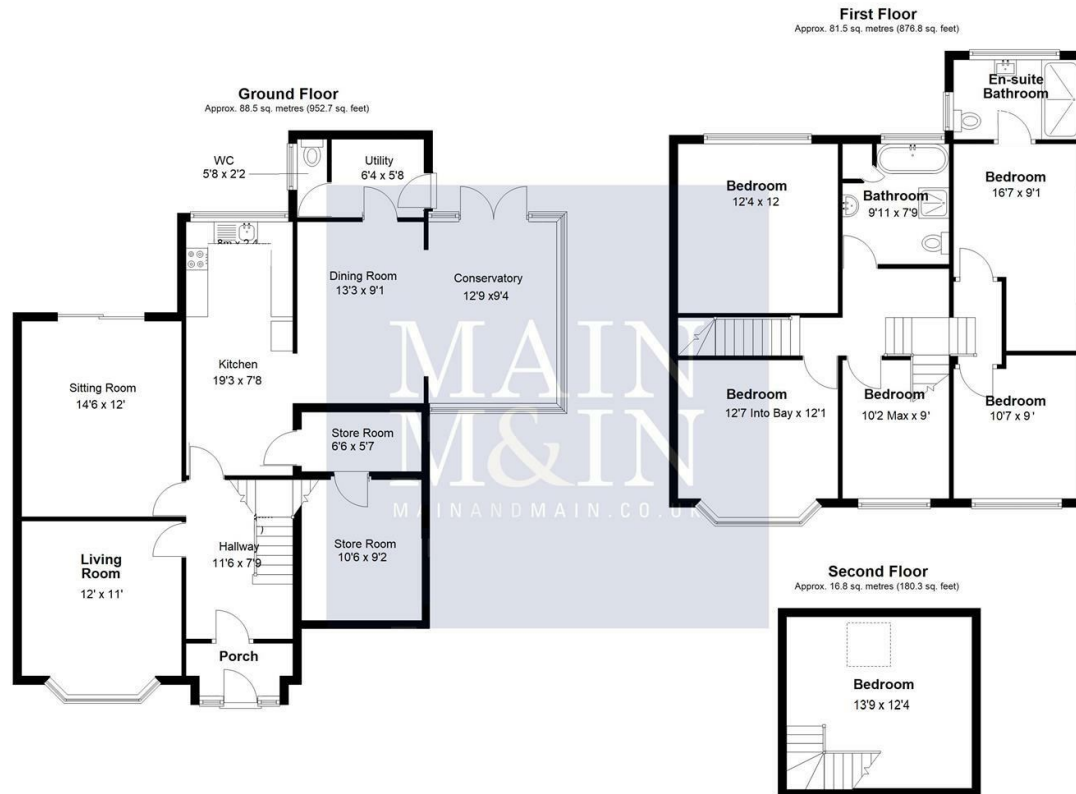 First Floor
Approx. 81.5 sq. metres (876.8 sq. feet)
En-suite
Bathroom
Ground Floor
Approx. 88.5 sq. metres (952.7 sq. feet)
WC
5'8 x 2'2
Utility
6'4 x 5'8
Bedroom
12'4 x 12
Bathroom
9'11 x 7'9
Bedroom
16'7 x 9'1
Dining Room
13'3 x 9'1
Conservatory
12'9 x9'4
Kitchen
19'3 x 7'8
Sitting Room
14'6 x 12'
MAIN
M&IN
MAINANDMAIN.CO.UK
Store Room
6'6 x 5'7
Bedroom
12'7 Into Bay x 12'1
Bedroom
10'2 Max x 9'
Bedroom
10'7 x 9'
Hallway
11'6 x 7'9
Store Room
10'6 x 9'2
Living
Room
12' x 11'
Porch
Second Floor
Approx. 16.8 sq. metres (180.3 sq. feet)
Bedroom
13'9 x 12'4